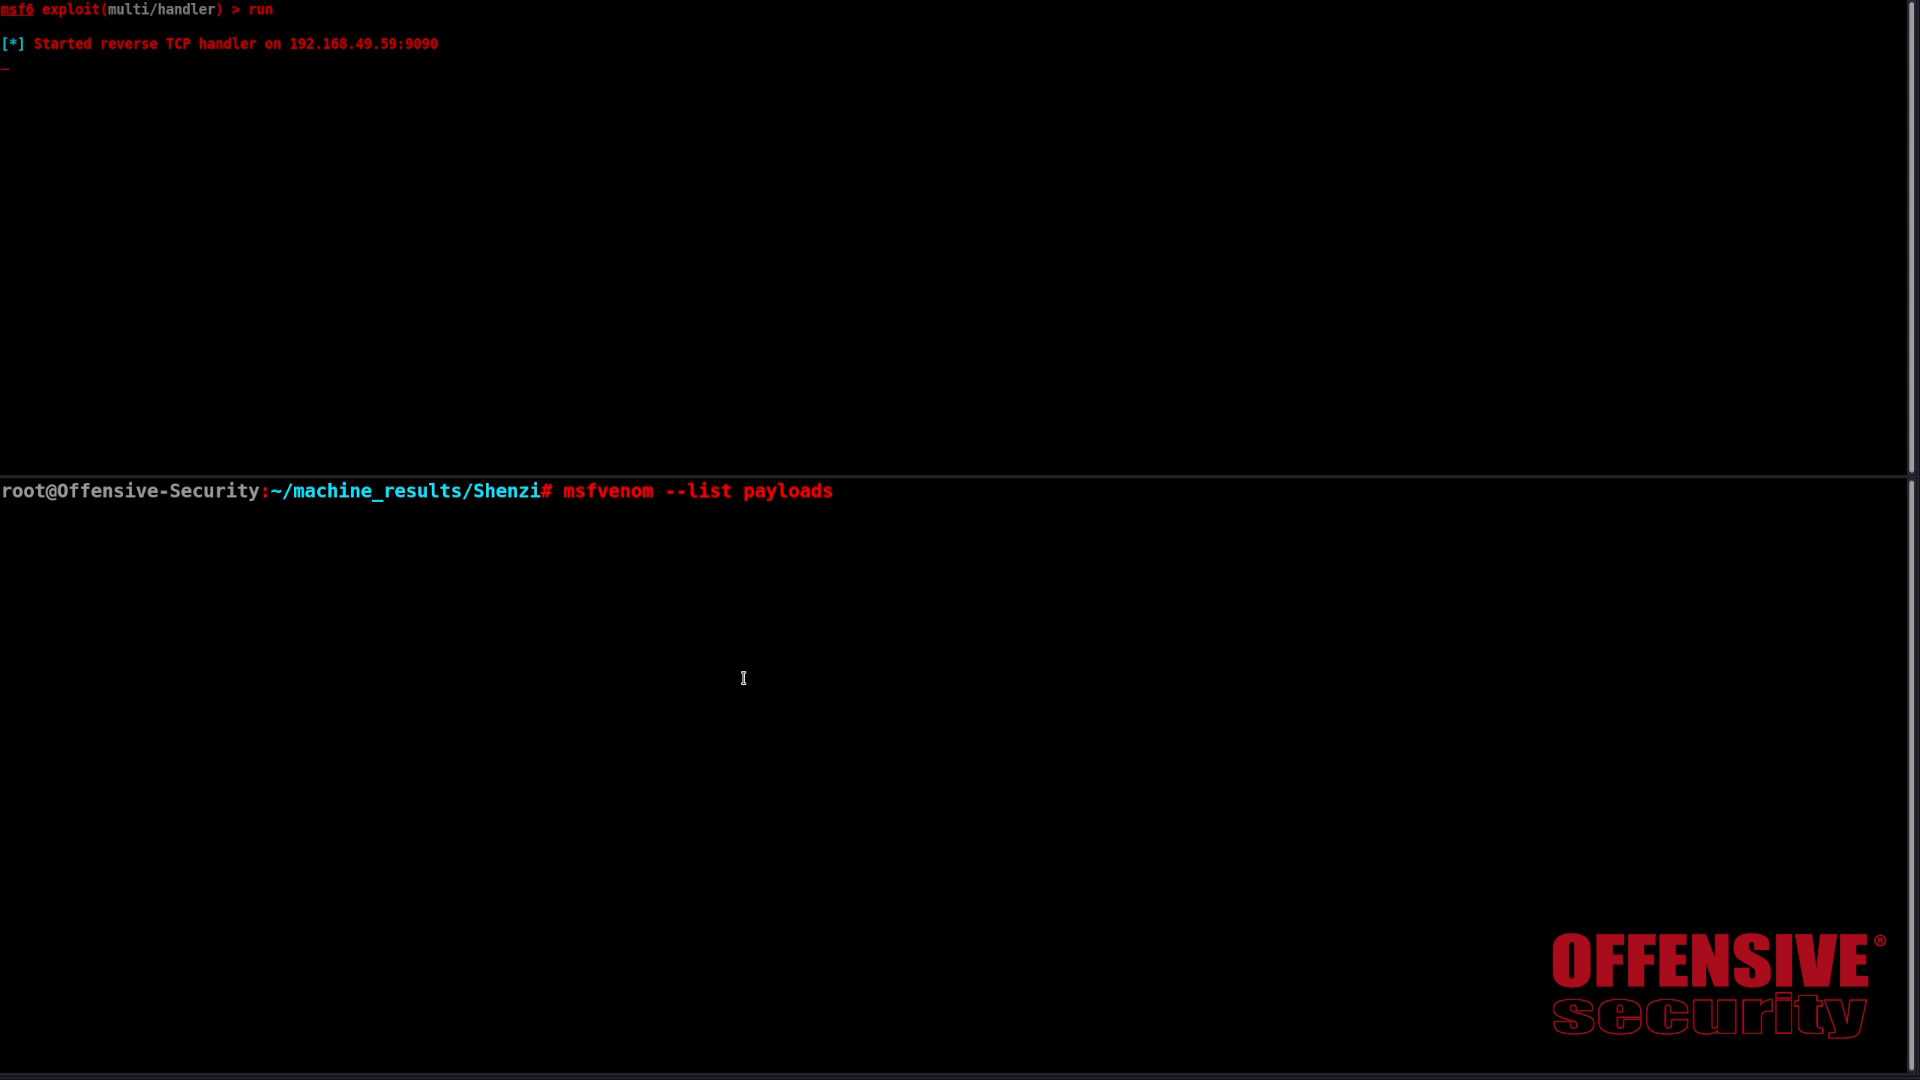 msf6 exploit(multi/handler) > run
[*] Started reverse TCP handler on 192.168.49.59:9090
root@Offensive-Security:~/machine_results/Shenzi# msfvenom --list payloads
OFFENSIVE®
security